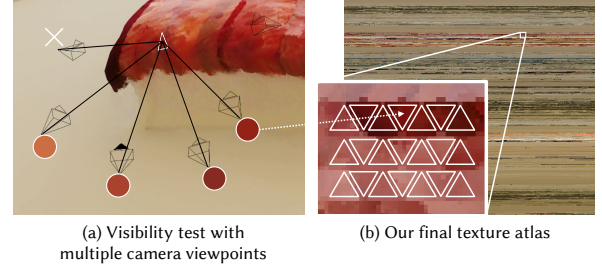 (a) Visibility test with
multiple camera viewpoints
(b) Our final texture atlas